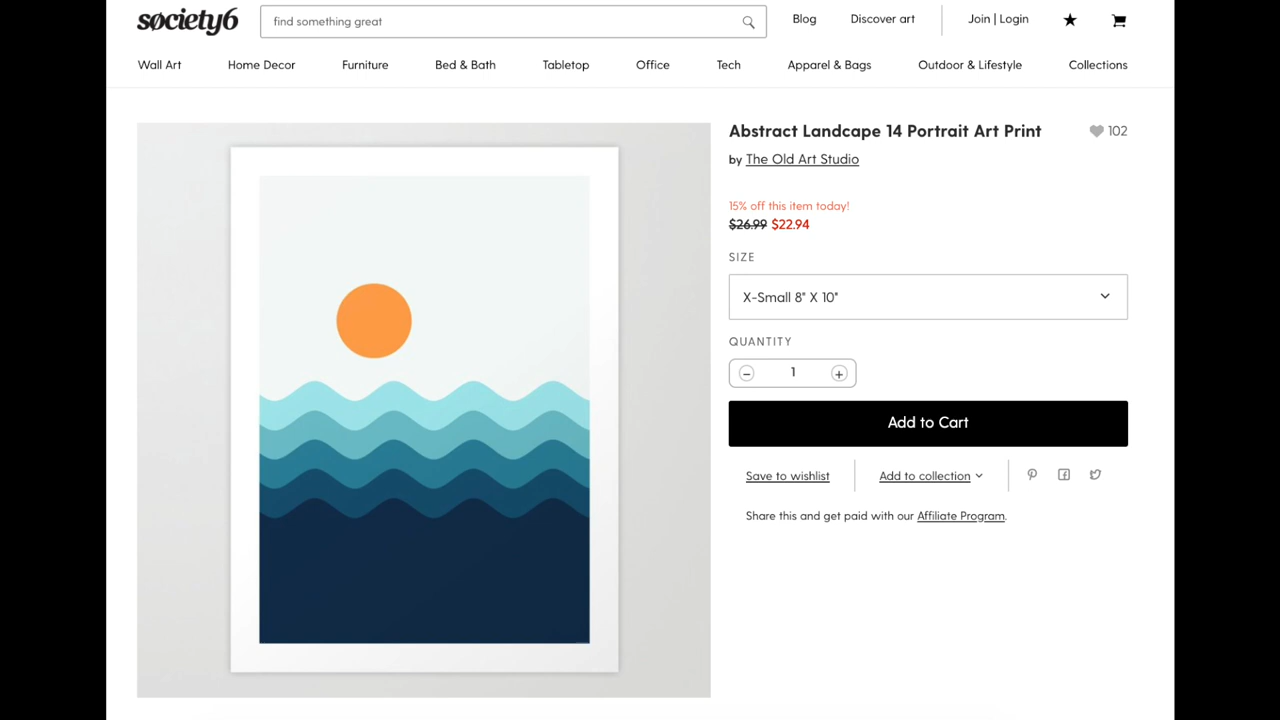 søciety6
find something great
Blog Discover art Join | Login
Wall Art Home Decor Furniture Bed & Bath Tabletop Office Tech Apparel & Bags Outdoor & Lifestyle Collections
Abstract Landcape 14 Portrait Art Print 102
by The Old Art Studio
15% off this item today!
$26.99 $22.94
SIZE
X-Small 8" X 10"
QUANTITY
1
Add to Cart
Save to wishlist Add to collection
Share this and get paid with our Affiliate Program.